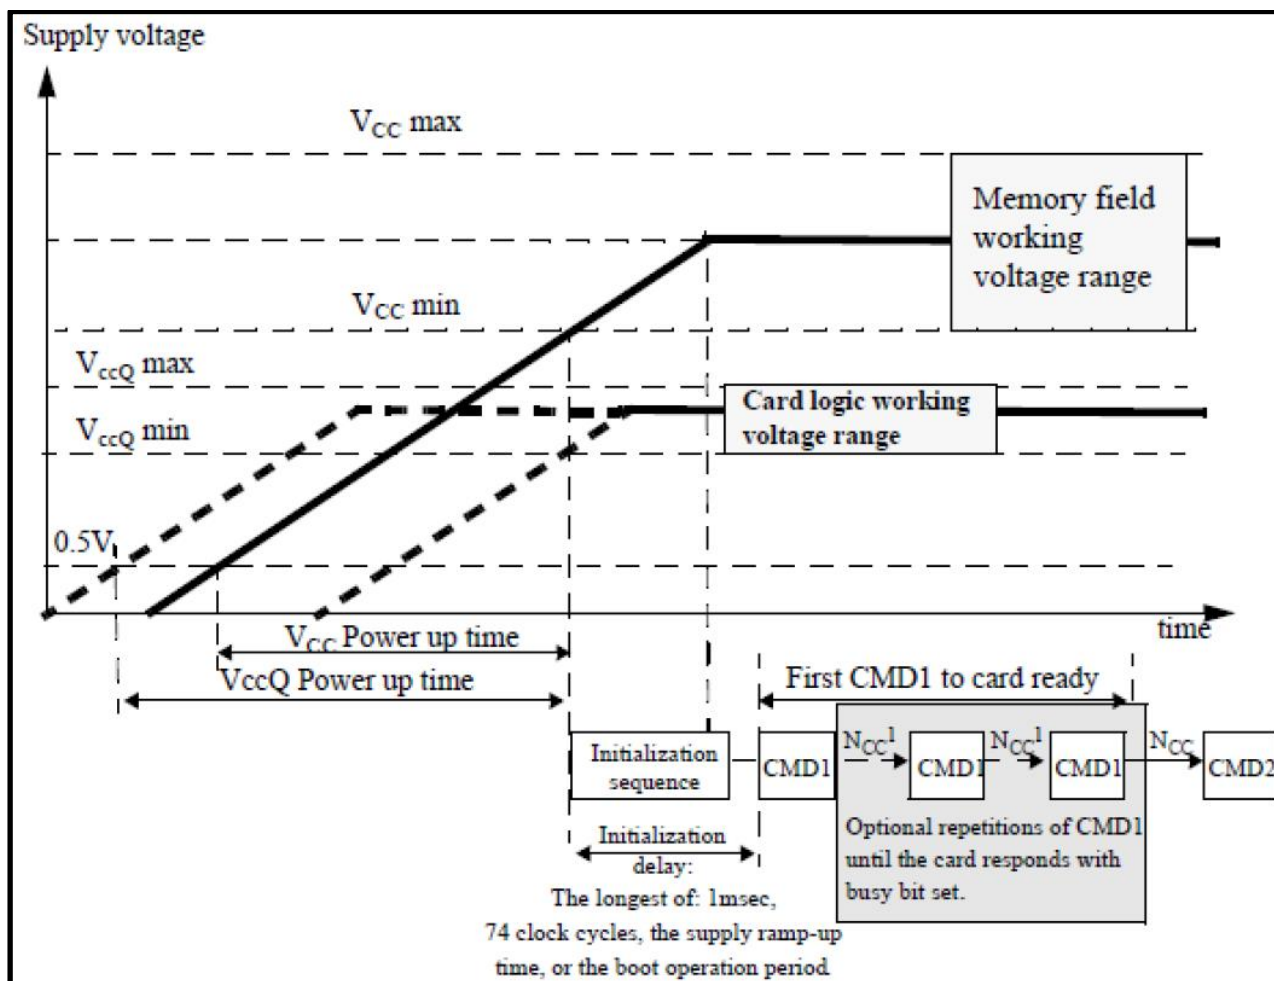 Supply voltage
VCC max
Memory field
working
voltage range
VCC min
VccQ max
Card logic working
voltage range
VccQ min
0.5V
time
VCC Power up time
VccQ Power up time
First CMD1 to card ready
Initialization
sequence
CMD1
NCC1
CMD1
NCC1
CMD1
NCC
CMD2
Optional repetitions of CMD1
until the card responds with
busy bit set.
Initialization
delay:
The longest of: 1msec,
74 clock cycles, the supply ramp-up
time, or the boot operation period